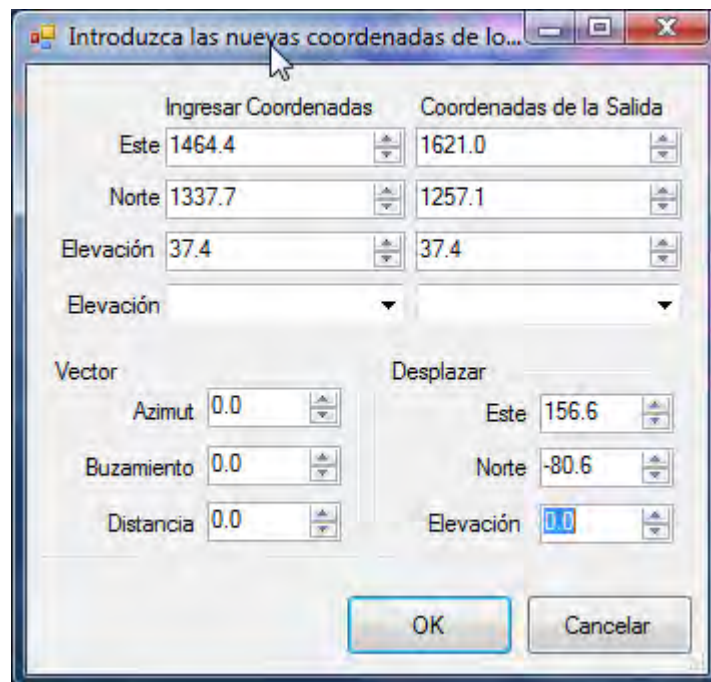 Introduzca las nuevas coordenadas de lo...
Ingresar Coordenadas Coordenadas de la Salida
Este 1464.4 1621.0
Norte 1337.7 1257.1
Elevación 37.4 37.4
Elevación
Vector Desplazar
Azimut 0.0 Este 156.6
Buzamiento 0.0 Norte -80.6
Distancia 0.0 Elevación 0.0
OK Cancelar